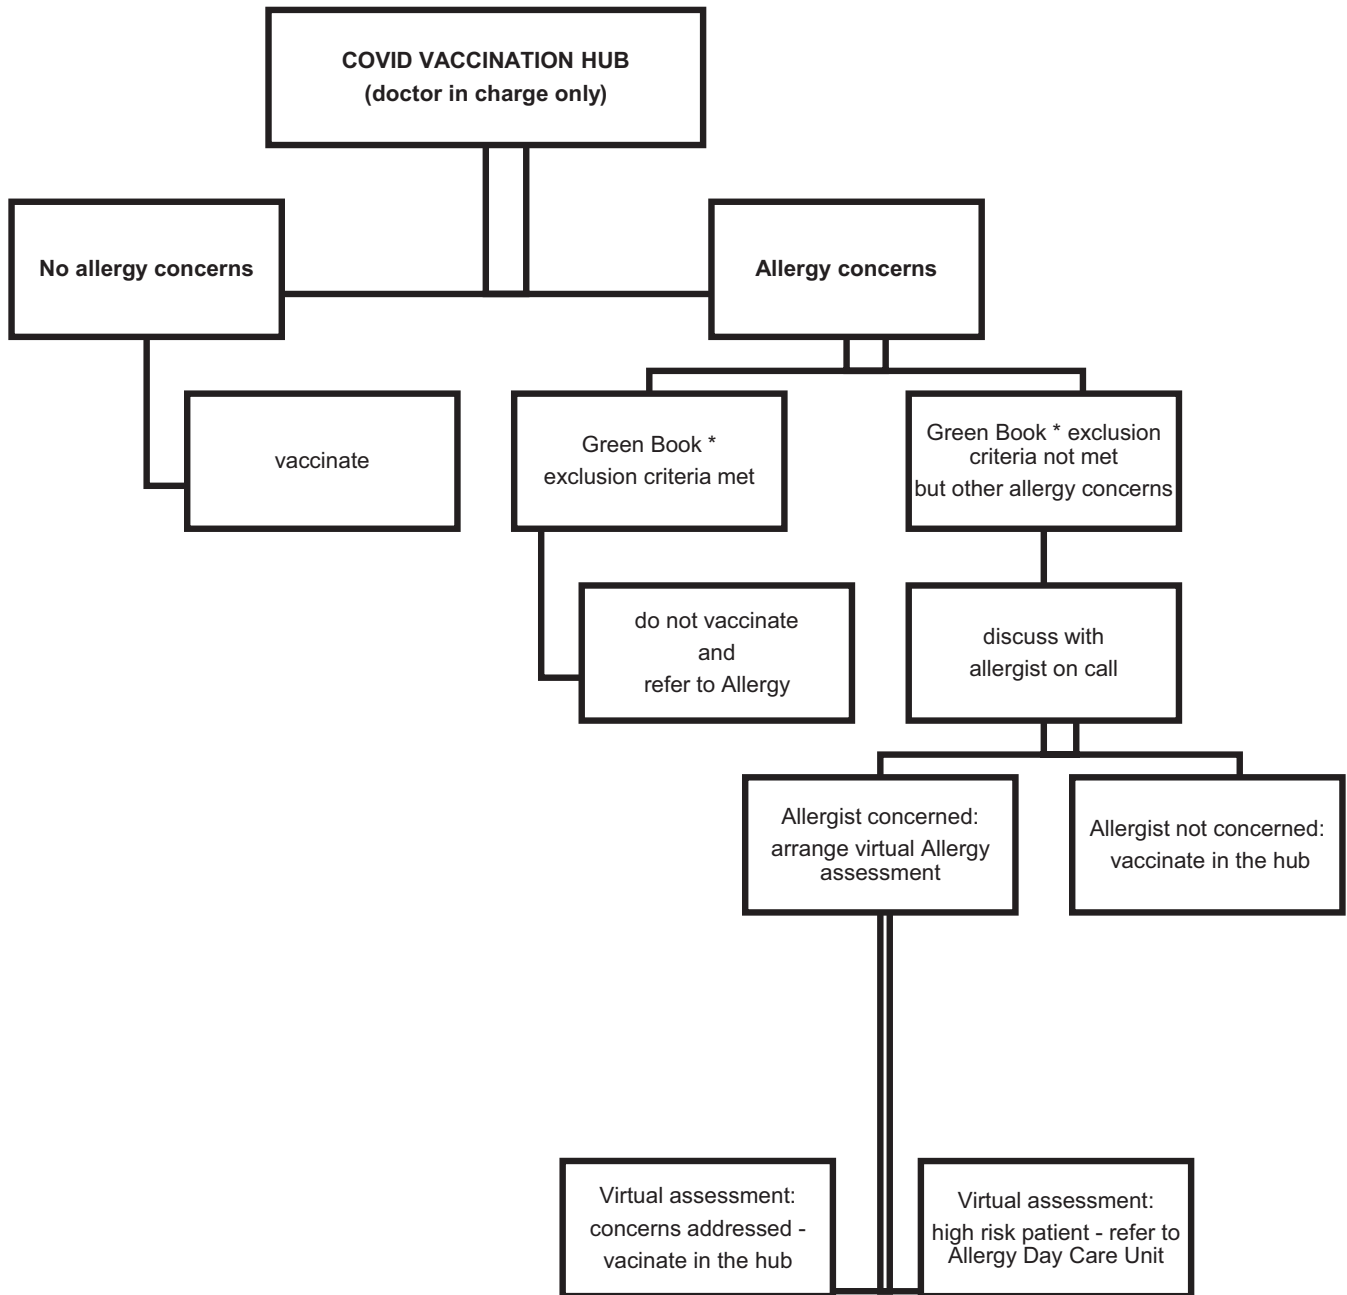 COVID VACCINATION HUB
(doctor in charge only)
No allergy concerns
Allergy concerns
vaccinate
Green Book *
exclusion criteria met
Green Book * exclusion
criteria not met
but other allergy concerns
do not vaccinate
and
refer to Allergy
discuss with
allergist on call
Allergist concerned:
arrange virtual Allergy
assessment
Allergist not concerned:
vaccinate in the hub
Virtual assessment:
concerns addressed -
vacinate in the hub
Virtual assessment:
high risk patient - refer to
Allergy Day Care Unit